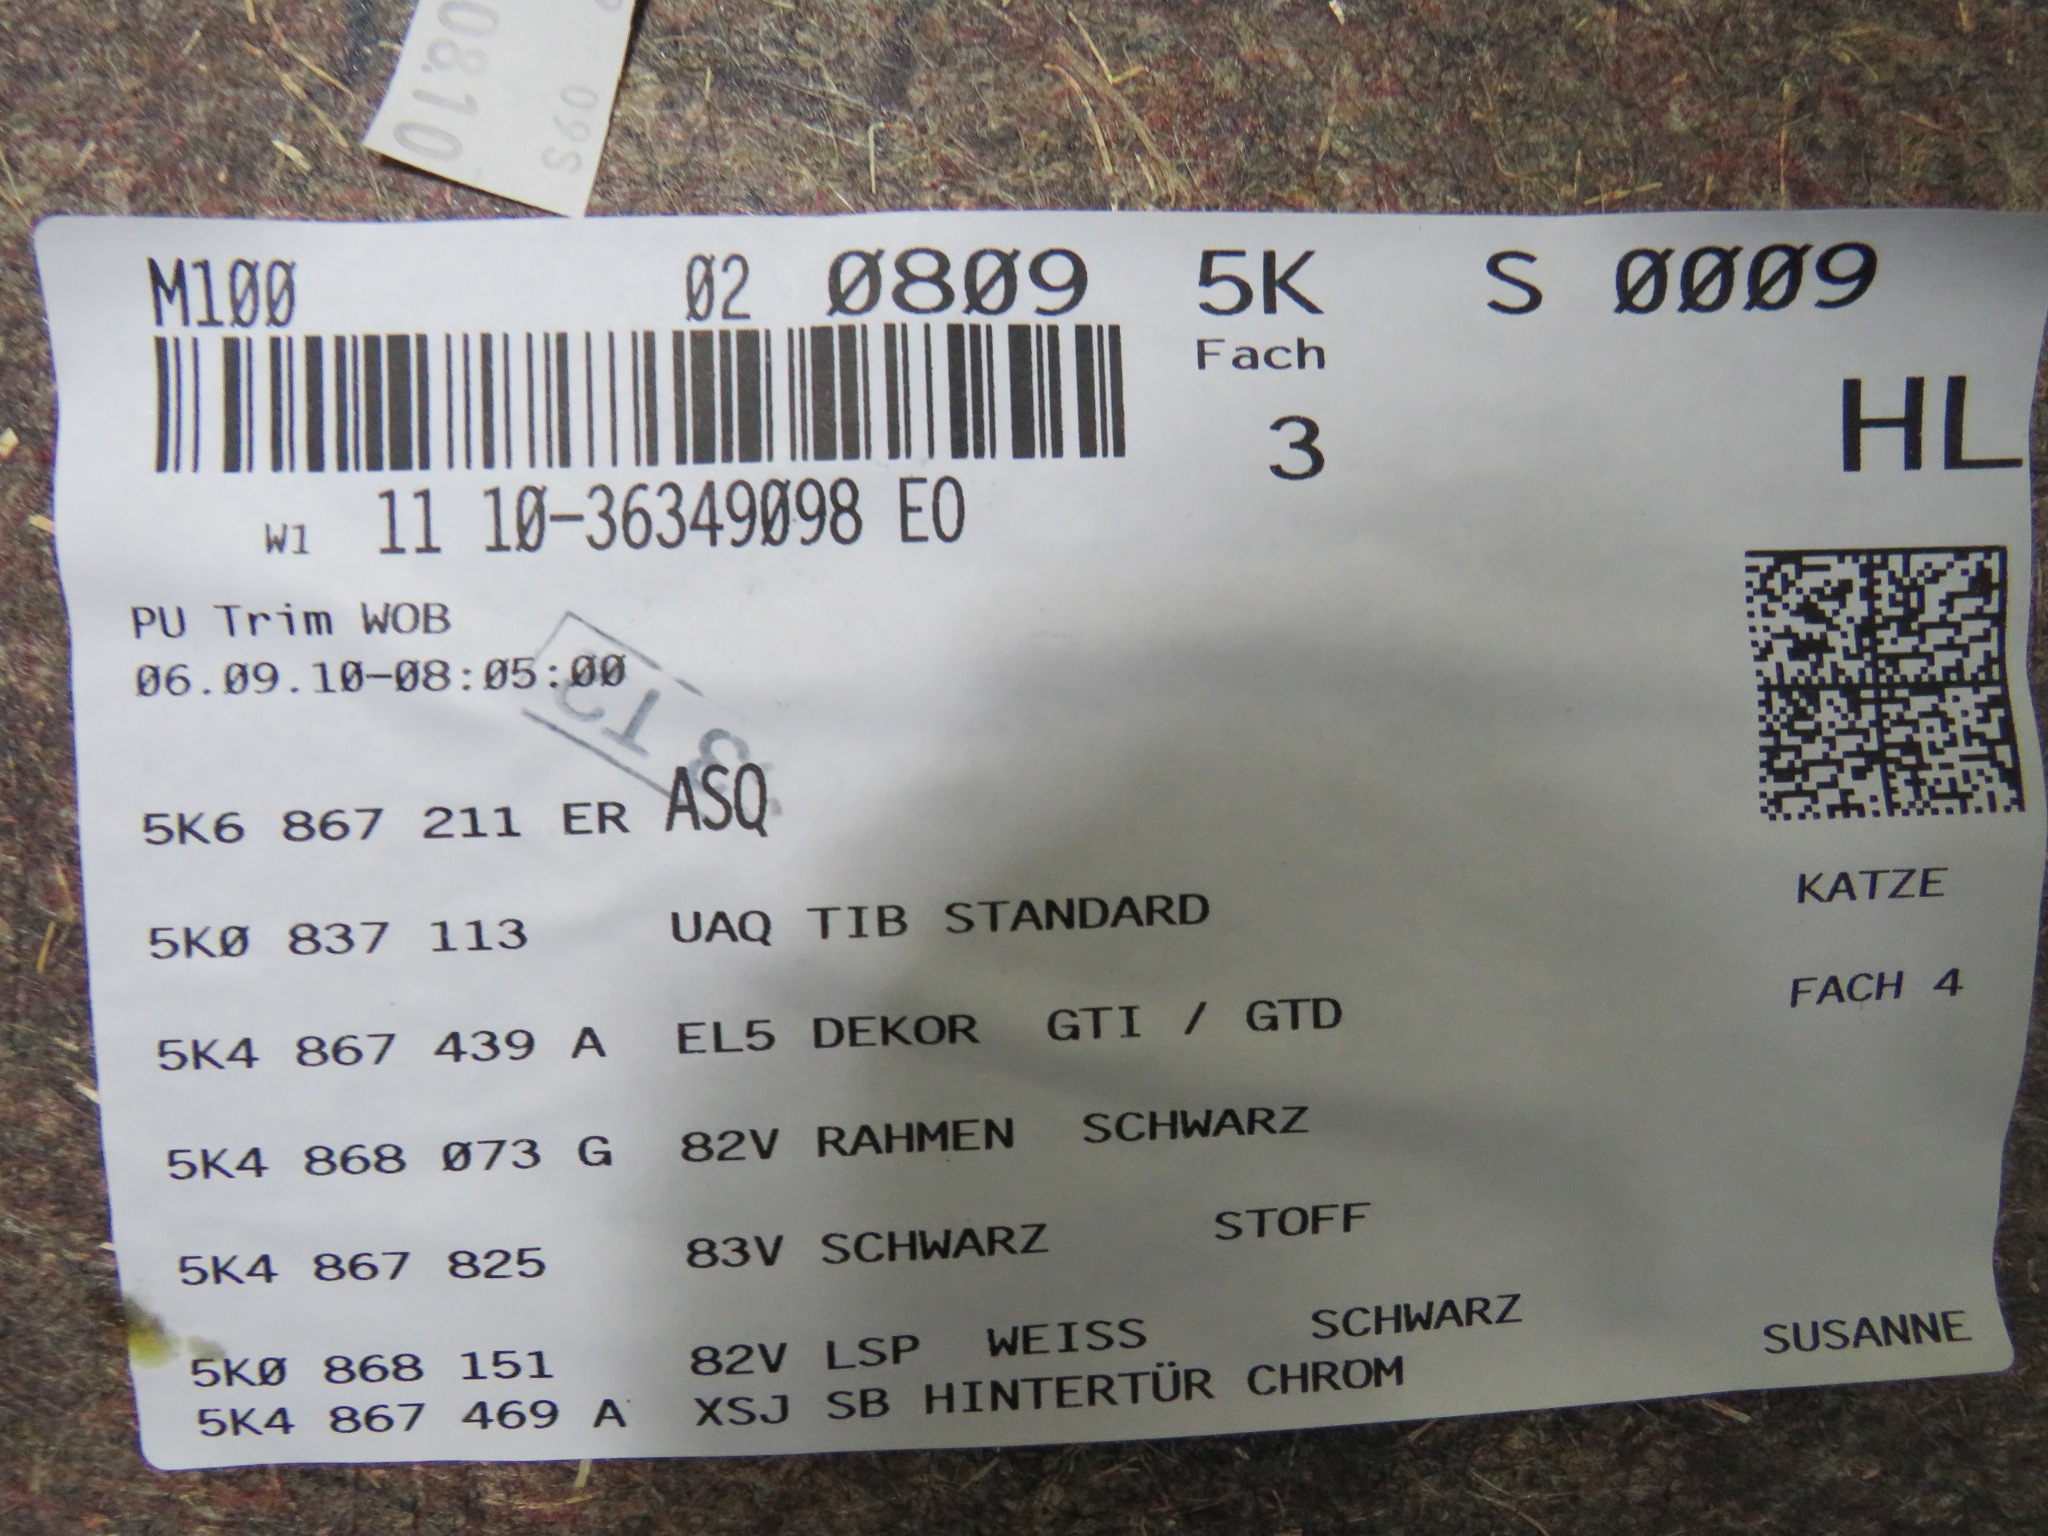 08.10
S60
M100 02 0809 5K S 0009
Fach
3
HL
W1 11 10-36349098 EO
PU Trim WOB
06.09.10-08:05:00
5K6 867 211 ER ASQ
KATZE
5K0 837 113 UAQ TIB STANDARD
FACH 4
5K4 867 439 A EL5 DEKOR GTI / GTD
5K4 868 073 G 82V RAHMEN SCHWARZ
5K4 867 825 83V SCHWARZ STOFF
5K0 868 151 82V LSP WEISS SCHWARZ
SUSANNE
5K4 867 469 A XSJ SB HINTERTÜR CHROM